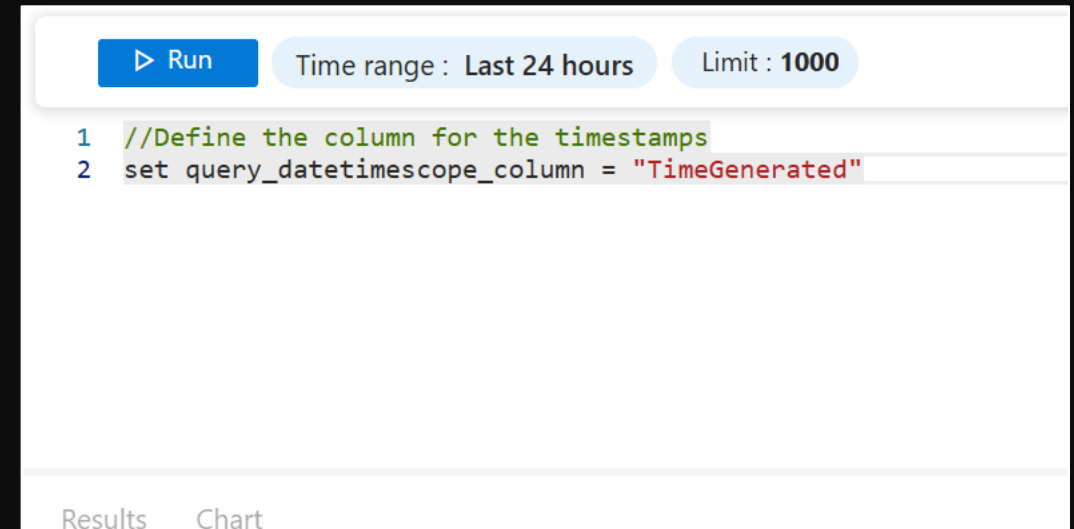 Run Time range : Last 24 hours Limit : 1000
1 //Define the column for the timestamps
2 set query_datetimescope_column = "TimeGenerated"
Results Chart